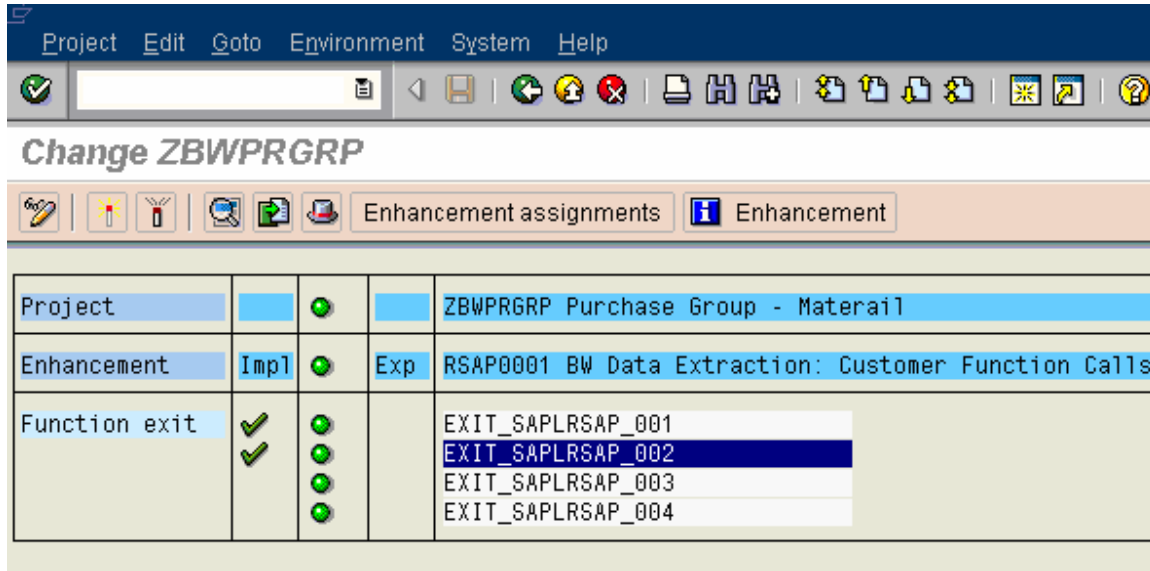 Project Edit Goto Environment System Help
Change ZBWPRGRP
Enhancement assignments Enhancement
Project ZBWPRGRP Purchase Group - Materail
Enhancement Impl Exp RSAP0001 BW Data Extraction: Customer Function Calls
Function exit EXIT_SAPLRSAP_001
EXIT_SAPLRSAP_002
EXIT_SAPLRSAP_003
EXIT_SAPLRSAP_004